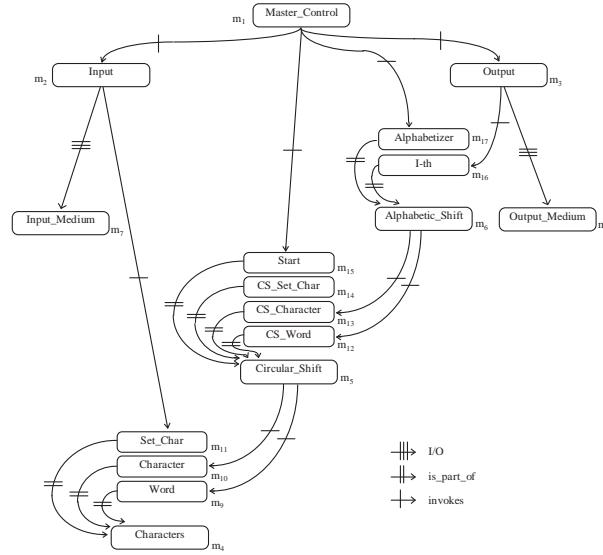 Master_Control
m1
Input
m2
Output
m3
Alphabetizer
m17
I-th
m16
Input_Medium
m7
Alphabetic_Shift
m6
Output_Medium
m
Start
m15
CS_Set_Char
m14
CS_Character
m13
CS_Word
m12
Circular_Shift
m5
Set_Char
m11
Character
m10
Word
m9
Characters
m4
I/O
is_part_of
invokes